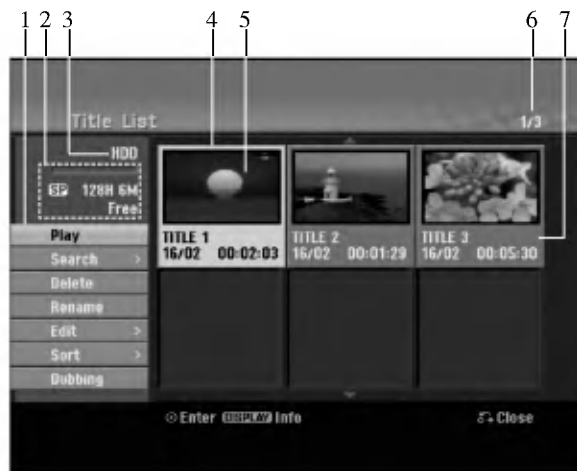 1 2 3 4 5 6 7
Title List
1/3
HDD
SP 128H 6M
Free
Play
Search >
Delete
Rename
Edit >
Sort >
Dubbing
TITLE 1
16/02 00:02:03
TITLE 2
16/02 00:01:29
TITLE 3
16/02 00:05:30
Enter DISPLAY Info
Close